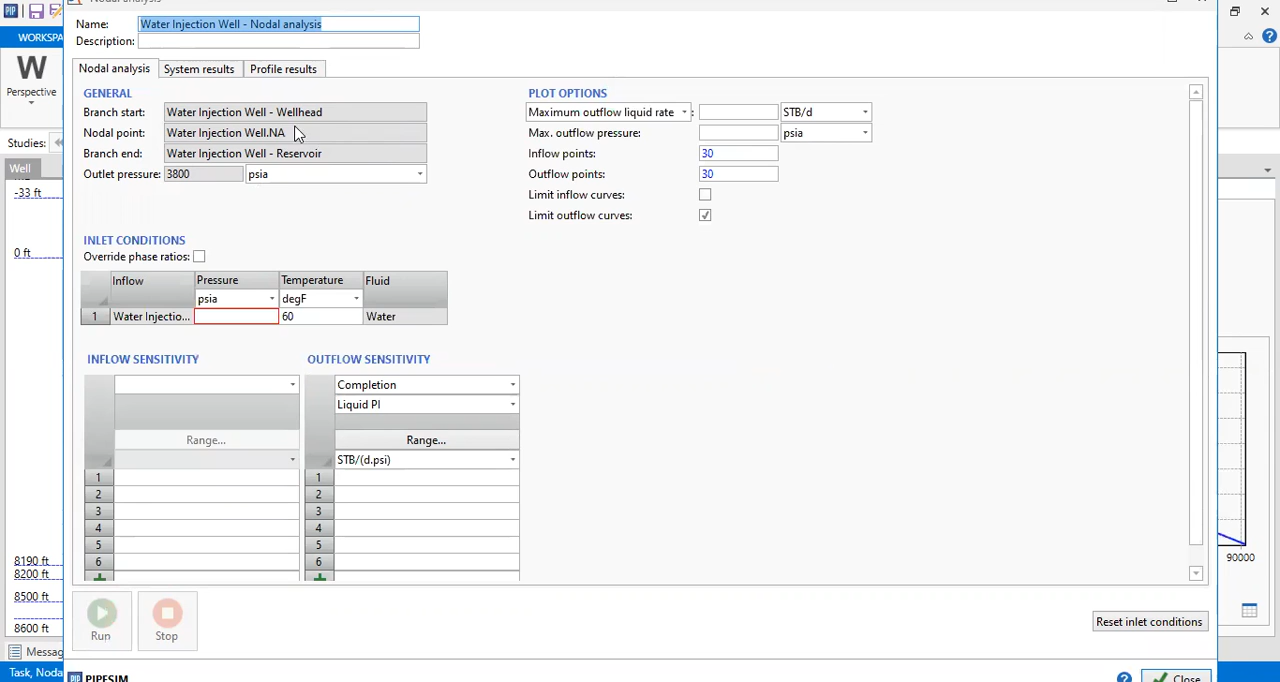 Nodal analysis
PIP
Name: Water Injection Well - Nodal analysis
Description:
WORKSPA
W
Perspective
Studies:
Well
-33 ft
0 ft
8190 ft
8200 ft
8500 ft
8600 ft
Messag
Task, Noda
Nodal analysis System results Profile results
GENERAL
Branch start: Water Injection Well - Wellhead
Nodal point: Water Injection Well.NA
Branch end: Water Injection Well - Reservoir
Outlet pressure: 3800 psia
PLOT OPTIONS
Maximum outflow liquid rate : STB/d
Max. outflow pressure: psia
Inflow points: 30
Outflow points: 30
Limit inflow curves:
Limit outflow curves:
INLET CONDITIONS
Override phase ratios:
Inflow Pressure Temperature Fluid
psia degF
1 Water Injectio... 60 Water
INFLOW SENSITIVITY
Range...
1
2
3
4
5
6
OUTFLOW SENSITIVITY
Completion
Liquid PI
Range...
STB/(d.psi)
1
2
3
4
5
6
90000
Run Stop
Reset inlet conditions
PIP PIPESIM
? Close